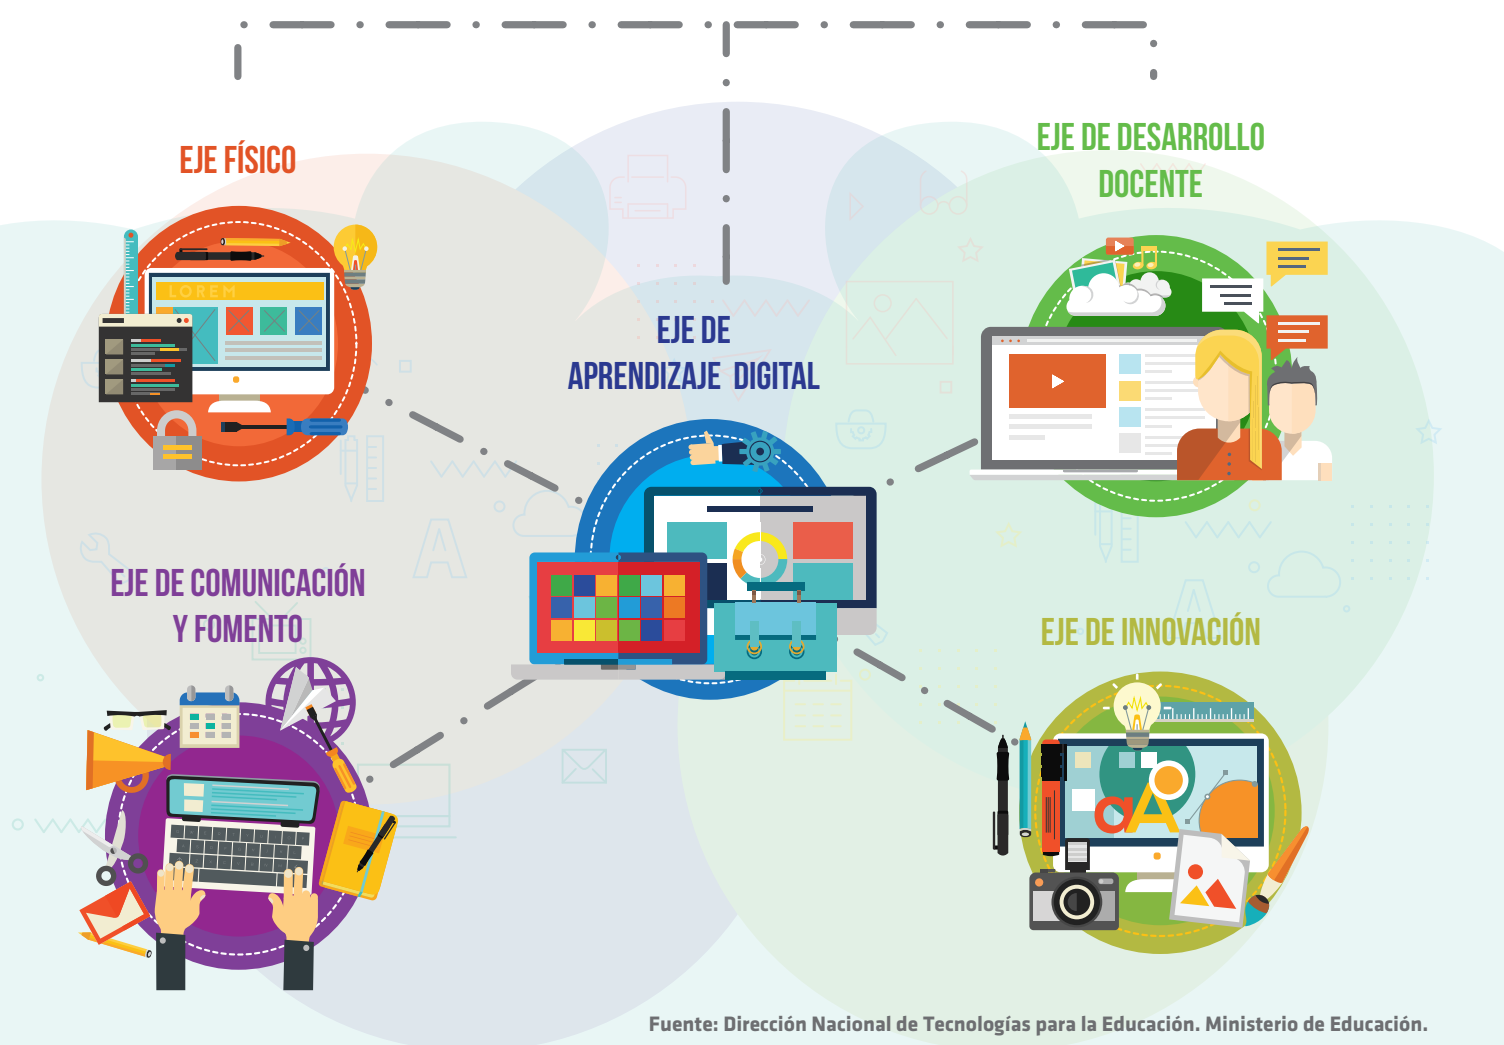 EJE FÍSICO
EJE DE DESARROLLO
DOCENTE
LOREM
EJE DE
APRENDIZAJE DIGITAL
EJE DE COMUNICACIÓN
Y FOMENTO
EJE DE INNOVACIÓN
aA
Fuente: Dirección Nacional de Tecnologías para la Educación. Ministerio de Educación.